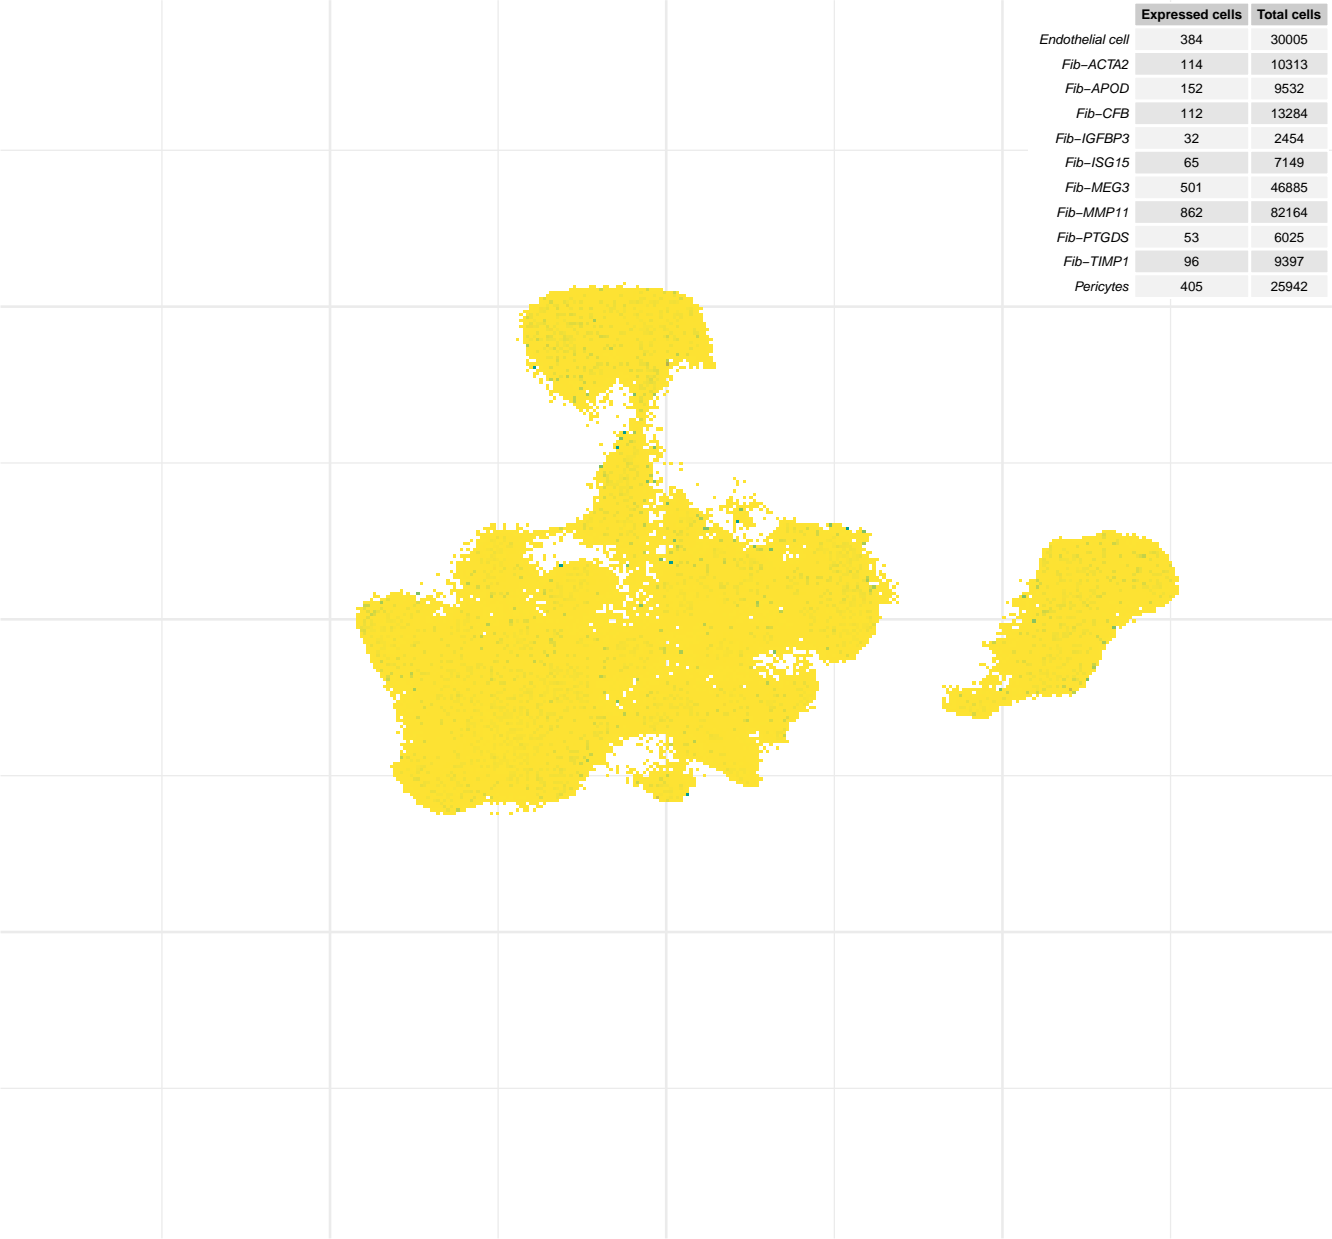 Expressed cells Total cells
Endothelial cell 384 30005
Fib−ACTA2 114 10313
Fib−APOD 152 9532
Fib−CFB 112 13284
Fib−IGFBP3 32 2454
Fib−ISG15 65 7149
Fib−MEG3 501 46885
Fib−MMP11 862 82164
Fib−PTGDS 53 6025
Fib−TIMP1 96 9397
Pericytes 405 25942